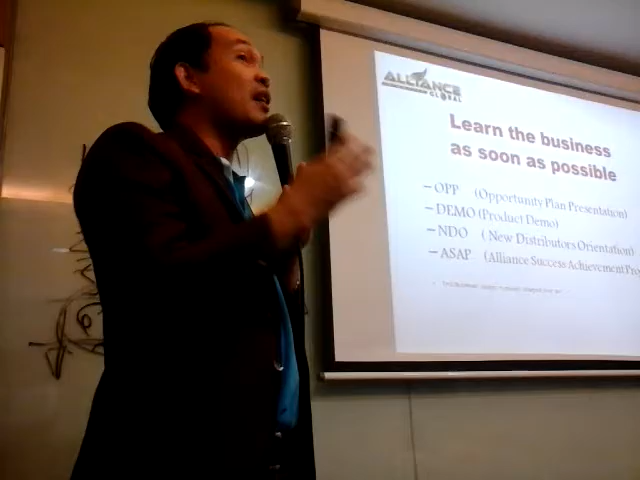 ALLIANCE
GLOBAL
Learn the business
as soon as possible
– OPP (Opportunity Plan Presentation)
– DEMO (Product Demo)
– NDO ( New Distributors Orientation)
– ASAP (Alliance Success Achievement Pro